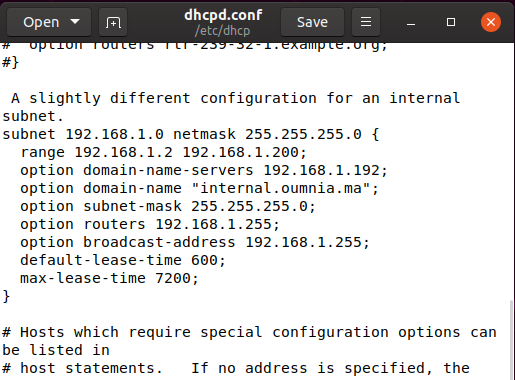 Open
dhcpd.conf
/etc/dhcp
Save
#  option routers rtr-239-32-1.example.org;
#}
 A slightly different configuration for an internal
subnet.
subnet 192.168.1.0 netmask 255.255.255.0 {
  range 192.168.1.2 192.168.1.200;
  option domain-name-servers 192.168.1.192;
  option domain-name "internal.oumnia.ma";
  option subnet-mask 255.255.255.0;
  option routers 192.168.1.255;
  option broadcast-address 192.168.1.255;
  default-lease-time 600;
  max-lease-time 7200;
}
# Hosts which require special configuration options can
be listed in
# host statements.   If no address is specified, the